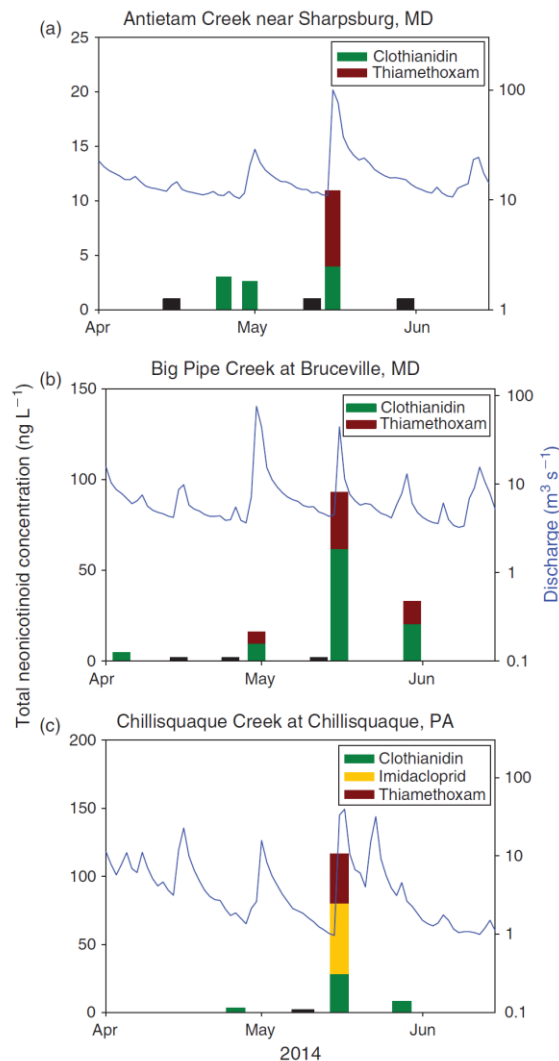 (a)
Antietam Creek near Sharpsburg, MD
25
20
15
10
5
0
Clothianidin
Thiamethoxam
100
10
1
Apr May Jun
(b)
Big Pipe Creek at Bruceville, MD
150
100
50
0
Clothianidin
Thiamethoxam
100
10
1
0.1
Apr May Jun
Total neonicotinoid concentration (ng L⁻¹)
Discharge (m³ s⁻¹)
(c)
Chillisquaque Creek at Chillisquaque, PA
200
150
100
50
0
Clothianidin
Imidacloprid
Thiamethoxam
100
10
1
0.1
Apr May Jun
2014